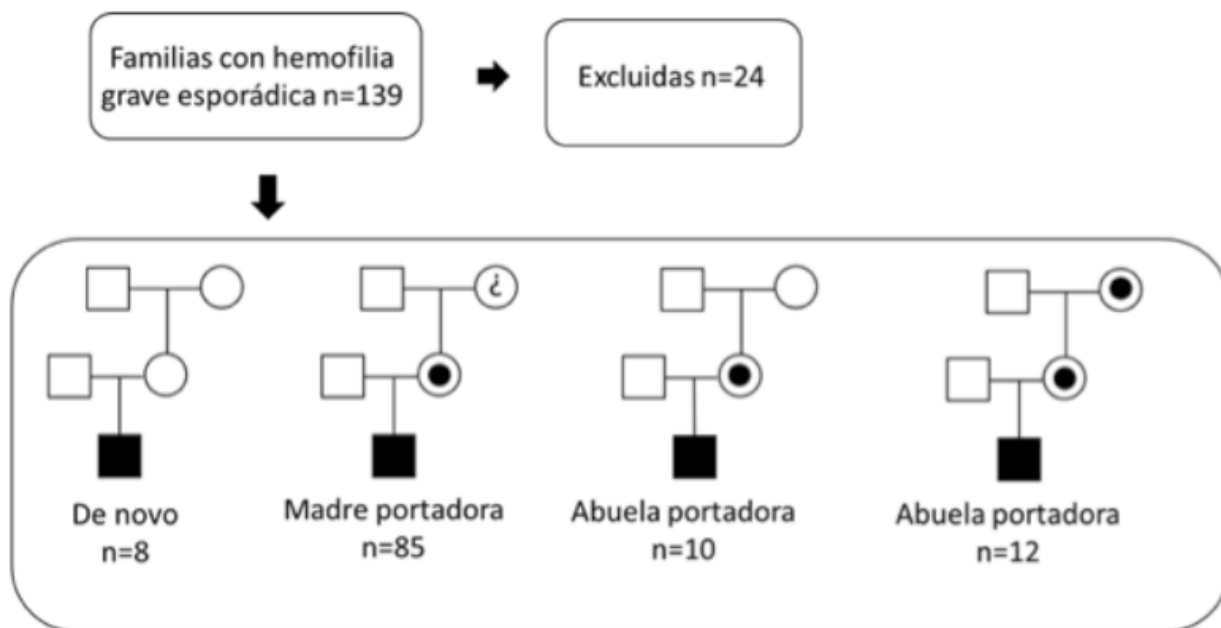 Familias con hemofilia
grave esporádica n=139
Excluidas n=24
¿
De novo
n=8
Madre portadora
n=85
Abuela portadora
n=10
Abuela portadora
n=12